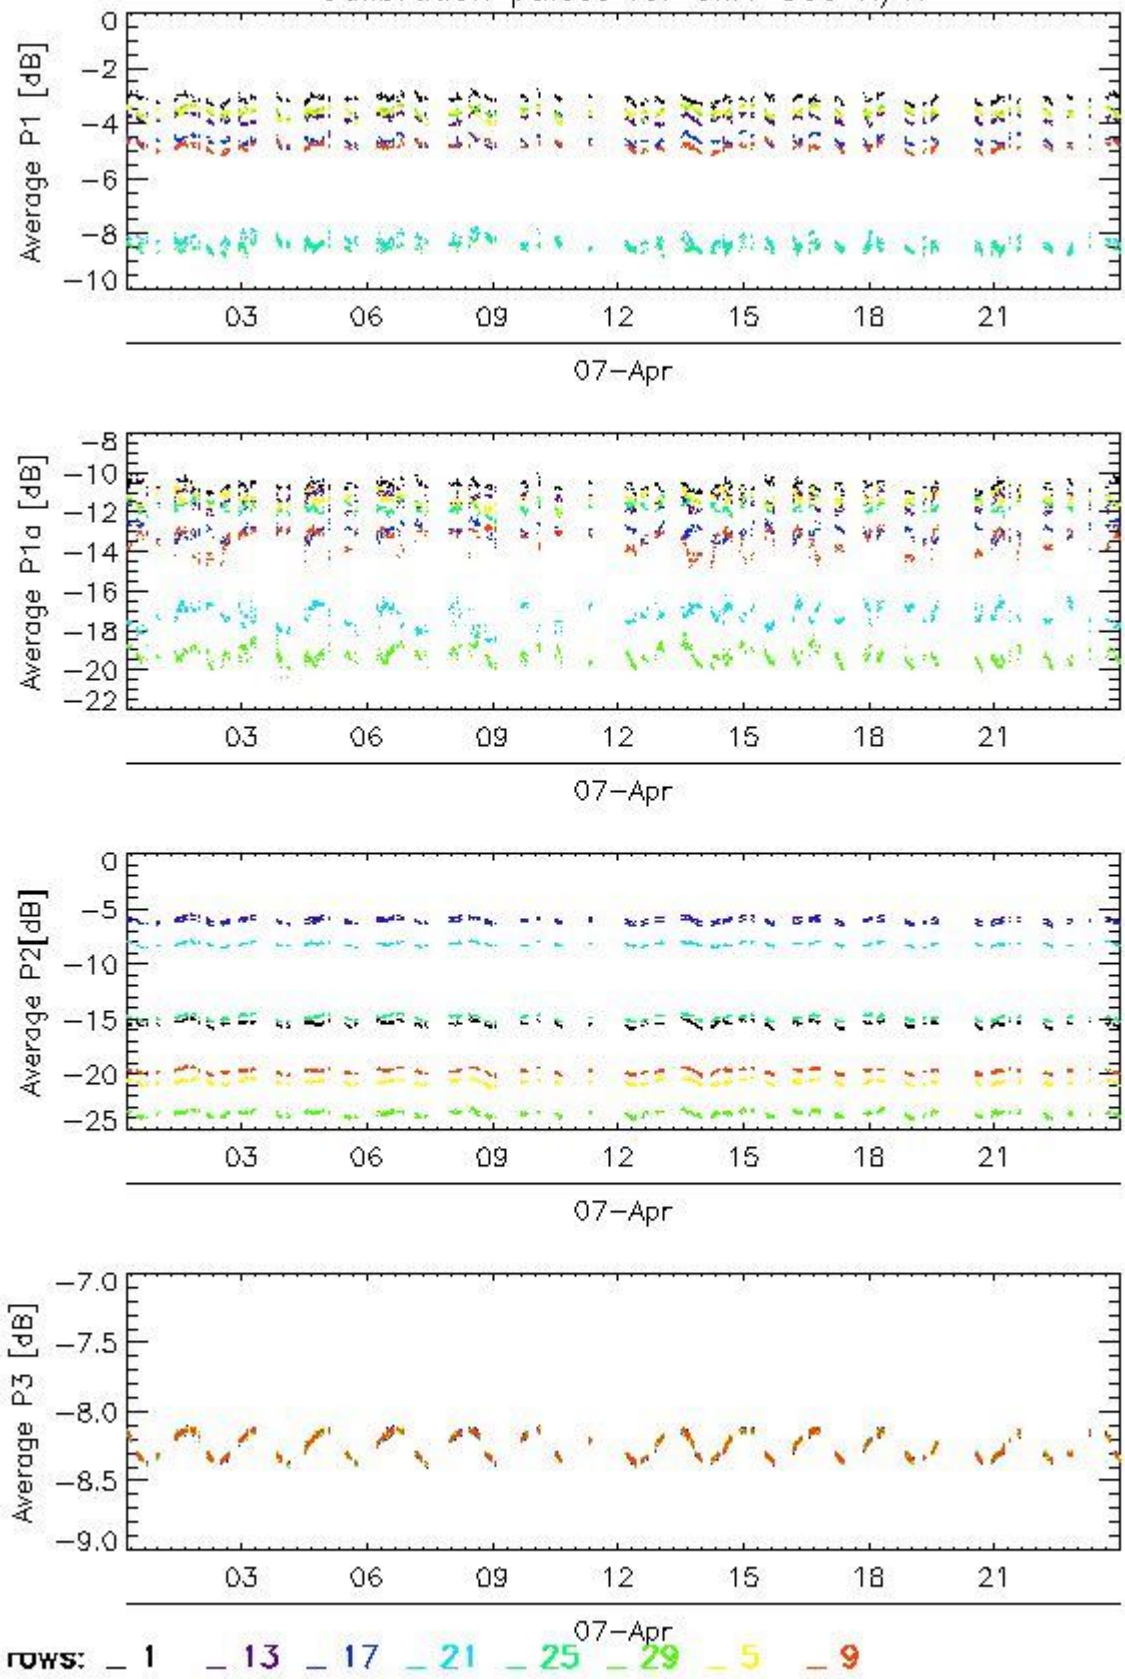 0
−2
−4
−6
−8
−10
Average P1 [dB]
03 06 09 12 15 18 21
07−Apr
−8
−10
−12
−14
−16
−18
−20
−22
Average P1a [dB]
03 06 09 12 15 18 21
07−Apr
0
−5
−10
−15
−20
−25
Average P2[dB]
03 06 09 12 15 18 21
07−Apr
−7.0
−7.5
−8.0
−8.5
−9.0
Average P3 [dB]
03 06 09 12 15 18 21
07−Apr
rows: _ 1 _ 13 _ 17 _ 21 _ 25 _ 29 _ 5 _ 9